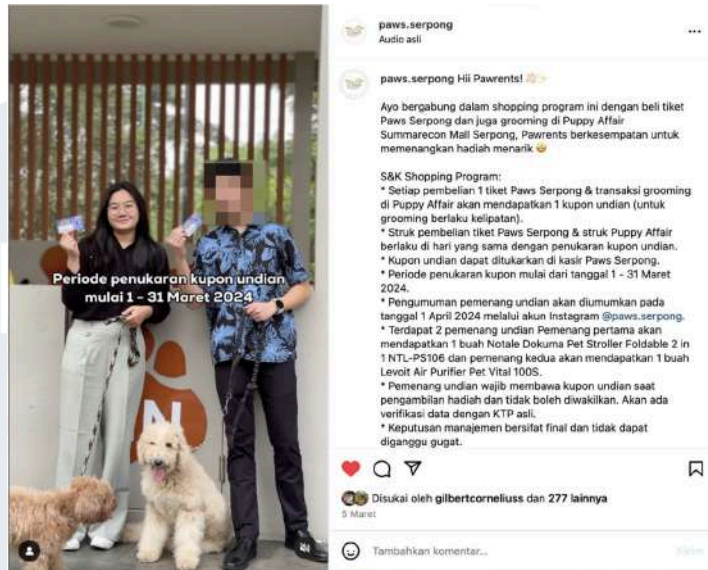 Periode penukaran kupon undian
mulai 1 - 31 Maret 2024
paws.serpong
Audio asli
paws.serpong Hii Pawrents!
Ayo bergabung dalam shopping program ini dengan beli tiket
Paws Serpong dan juga grooming di Puppy Affair
Summarecon Mall Serpong, Pawrents berkesempatan untuk
memenangkan hadiah menarik
S&K Shopping Program:
* Setiap pembelian 1 tiket Paws Serpong & transaksi grooming
di Puppy Affair akan mendapatkan 1 kupon undian (untuk
grooming berlaku kelipatan).
* Struk pembelian tiket Paws Serpong & struk Puppy Affair
berlaku di hari yang sama dengan penukaran kupon undian.
* Kupon undian dapat ditukarkan di kasir Paws Serpong.
* Periode penukaran kupon mulai dari tanggal 1 - 31 Maret
2024.
* Pengumuman pemenang undian akan diumumkan pada
tanggal 1 April 2024 melalui akun Instagram @paws.serpong.
* Terdapat 2 pemenang undian Pemenang pertama akan
mendapatkan 1 buah Notale Dokuma Pet Stroller Foldable 2 in
1 NTL-PS106 dan pemenang kedua akan mendapatkan 1 buah
Levoit Air Purifier Pet Vital 100S.
* Pemenang undian wajib membawa kupon undian saat
pengambilan hadiah dan tidak boleh diwakilkan. Akan ada
verifikasi data dengan KTP asli.
* Keputusan manajemen bersifat final dan tidak dapat
diganggu gugat.
Disukai oleh gilbertcorneliuss dan 277 lainnya
5 Maret
Tambahkan komentar...